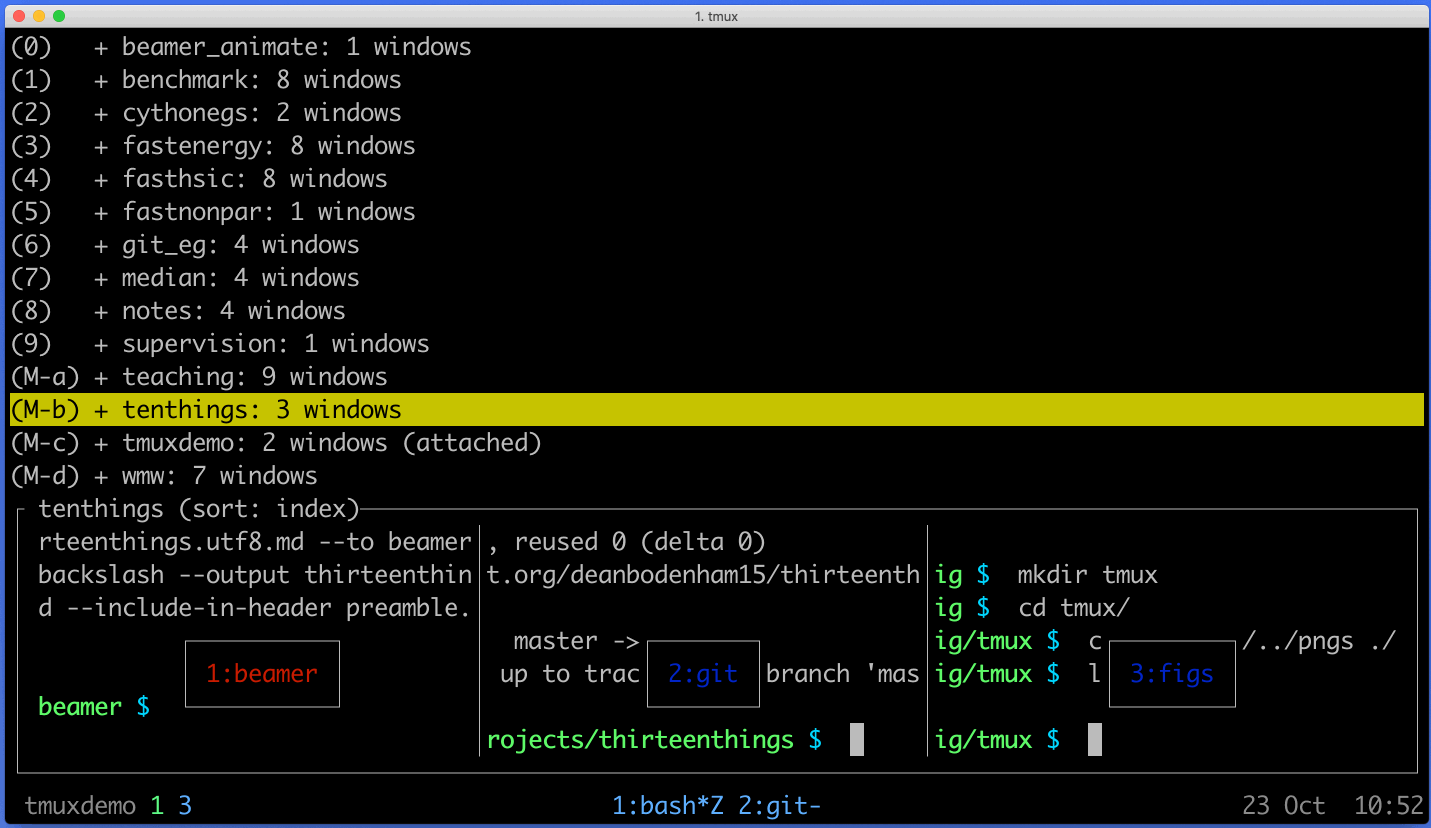 1. tmux
(0)   + beamer_animate: 1 windows
(1)   + benchmark: 8 windows
(2)   + cythonegs: 2 windows
(3)   + fastenergy: 8 windows
(4)   + fasthsic: 8 windows
(5)   + fastnonpar: 1 windows
(6)   + git_eg: 4 windows
(7)   + median: 4 windows
(8)   + notes: 4 windows
(9)   + supervision: 1 windows
(M-a) + teaching: 9 windows
(M-b) + tenthings: 3 windows
(M-c) + tmuxdemo: 2 windows (attached)
(M-d) + wmw: 7 windows
tenthings (sort: index)
rteenthings.utf8.md --to beamer
backslash --output thirteenthin
d --include-in-header preamble.
1:beamer
beamer $
, reused 0 (delta 0)
t.org/deanbodenham15/thirteenth
master ->
up to trac 2:git branch 'mas
rojects/thirteenthings $
ig $  mkdir tmux
ig $  cd tmux/
ig/tmux $  c /../pngs ./
ig/tmux $  l 3:figs
ig/tmux $
tmuxdemo 1 3 1:bash*Z 2:git- 23 Oct  10:52